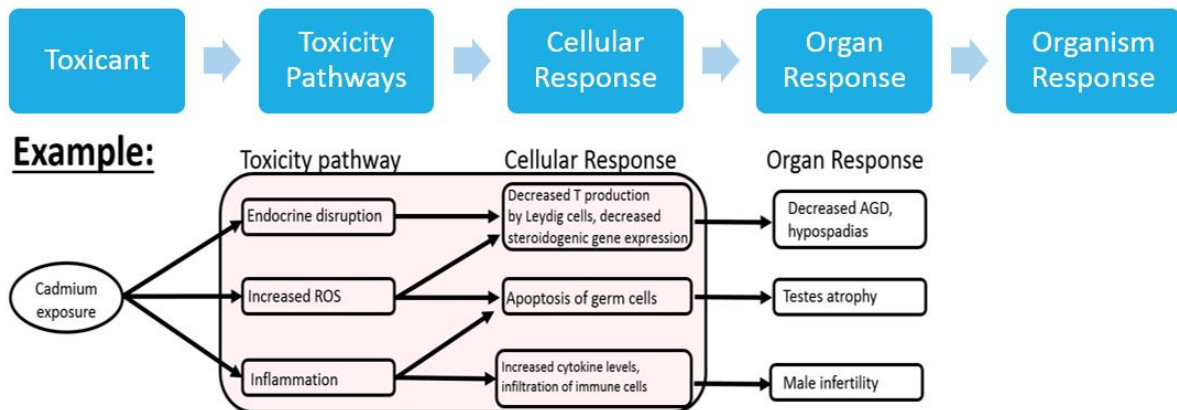 Toxicant
Toxicity
Pathways
Cellular
Response
Organ
Response
Organism
Response
Example:
Toxicity pathway
Cellular Response
Organ Response
Cadmium
exposure
Endocrine disruption
Increased ROS
Inflammation
Decreased T production
by Leydig cells, decreased
steroidogenic gene expression
Apoptosis of germ cells
Increased cytokine levels,
infiltration of immune cells
Decreased AGD,
hypospadias
Testes atrophy
Male infertility